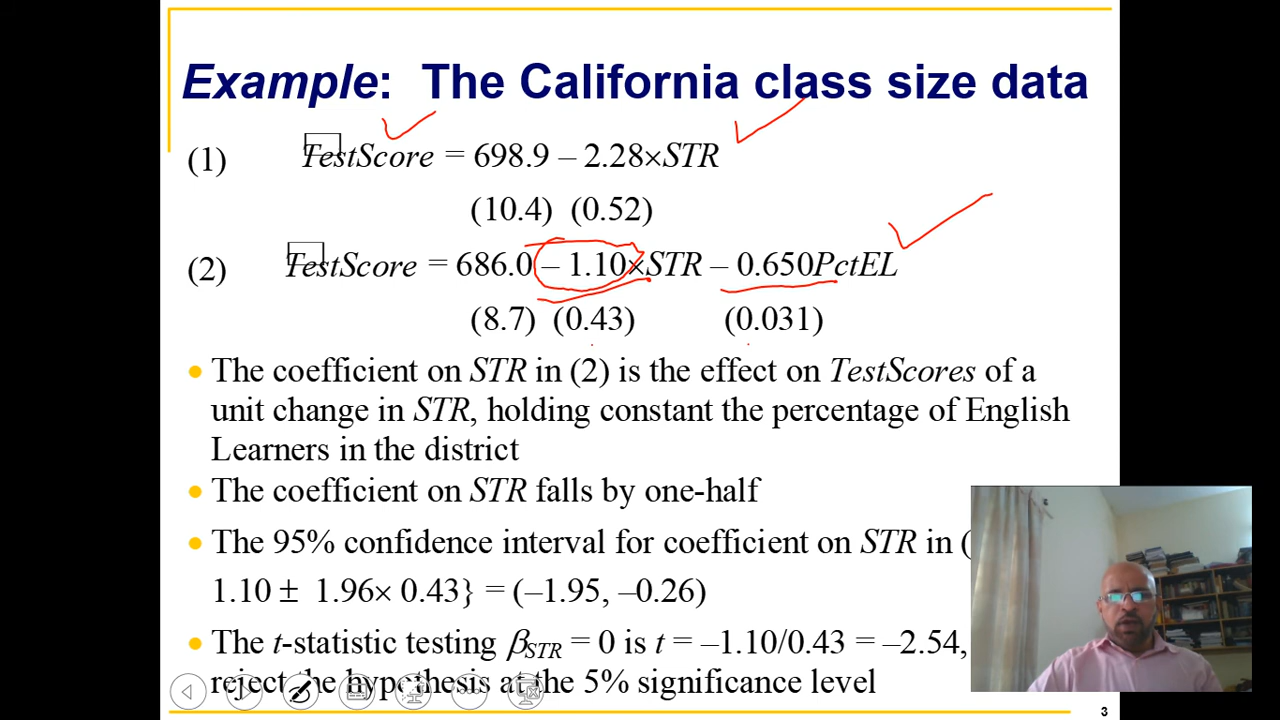 Example: The California class size data
(1) TestScore = 698.9 – 2.28×STR
(10.4) (0.52)
(2) TestScore = 686.0 – 1.10×STR – 0.650PctEL
(8.7) (0.43) (0.031)
• The coefficient on STR in (2) is the effect on TestScores of a
unit change in STR, holding constant the percentage of English
Learners in the district
• The coefficient on STR falls by one-half
• The 95% confidence interval for coefficient on STR in (
1.10 ± 1.96× 0.43} = (–1.95, –0.26)
• The t-statistic testing βSTR = 0 is t = –1.10/0.43 = –2.54,
reject the hypothesis at the 5% significance level
3